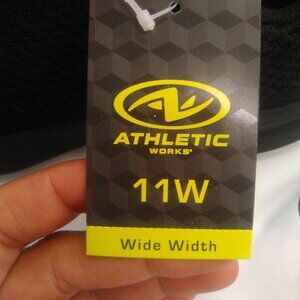 ATHLETIC
WORKS®
11W
Wide Width